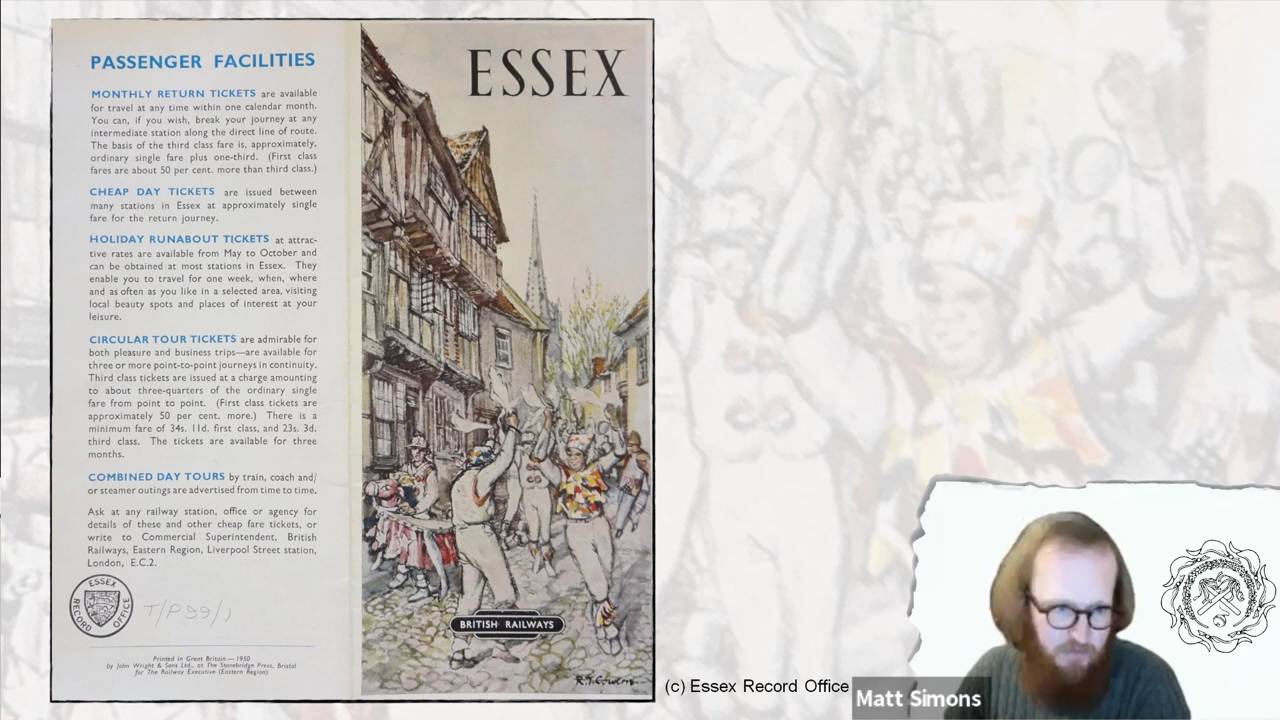 PASSENGER FACILITIES
MONTHLY RETURN TICKETS are available
for travel at any time within one calendar month.
You can, if you wish, break your journey at any
intermediate station along the direct line of route.
The basis of the third class fare is, approximately,
ordinary single fare plus one-third. (First class
fares are about 50 per cent. more than third class.)
CHEAP DAY TICKETS are issued between
many stations in Essex at approximately single
fare for the return journey.
HOLIDAY RUNABOUT TICKETS at attrac-
tive rates are available from May to October and
can be obtained at most stations in Essex. They
enable you to travel for one week, when, where
and as often as you like in a selected area, visiting
local beauty spots and places of interest at your
leisure.
CIRCULAR TOUR TICKETS are admirable for
both pleasure and business trips—are available for
three or more point-to-point journeys in continuity.
Third class tickets are issued at a charge amounting
to about three-quarters of the ordinary single
fare from point to point. (First class tickets are
approximately 50 per cent. more.) There is a
minimum fare of 34s. 11d. first class, and 23s. 3d.
third class. The tickets are available for three
months.
COMBINED DAY TOURS by train, coach and/
or steamer outings are advertised from time to time.
Ask at any railway station, office or agency for
details of these and other cheap fare tickets, or
write to Commercial Superintendent, British
Railways, Eastern Region, Liverpool Street station,
London, E.C.2.
ESSEX
RECORD OFFICE
T/P 99/1
Printed in Great Britain — 1950
by John Wright & Sons Ltd., at The Stonebridge Press, Bristol
for The Railway Executive (Eastern Region)
ESSEX
BRITISH RAILWAYS
(c) Essex Record Office
Matt Simons